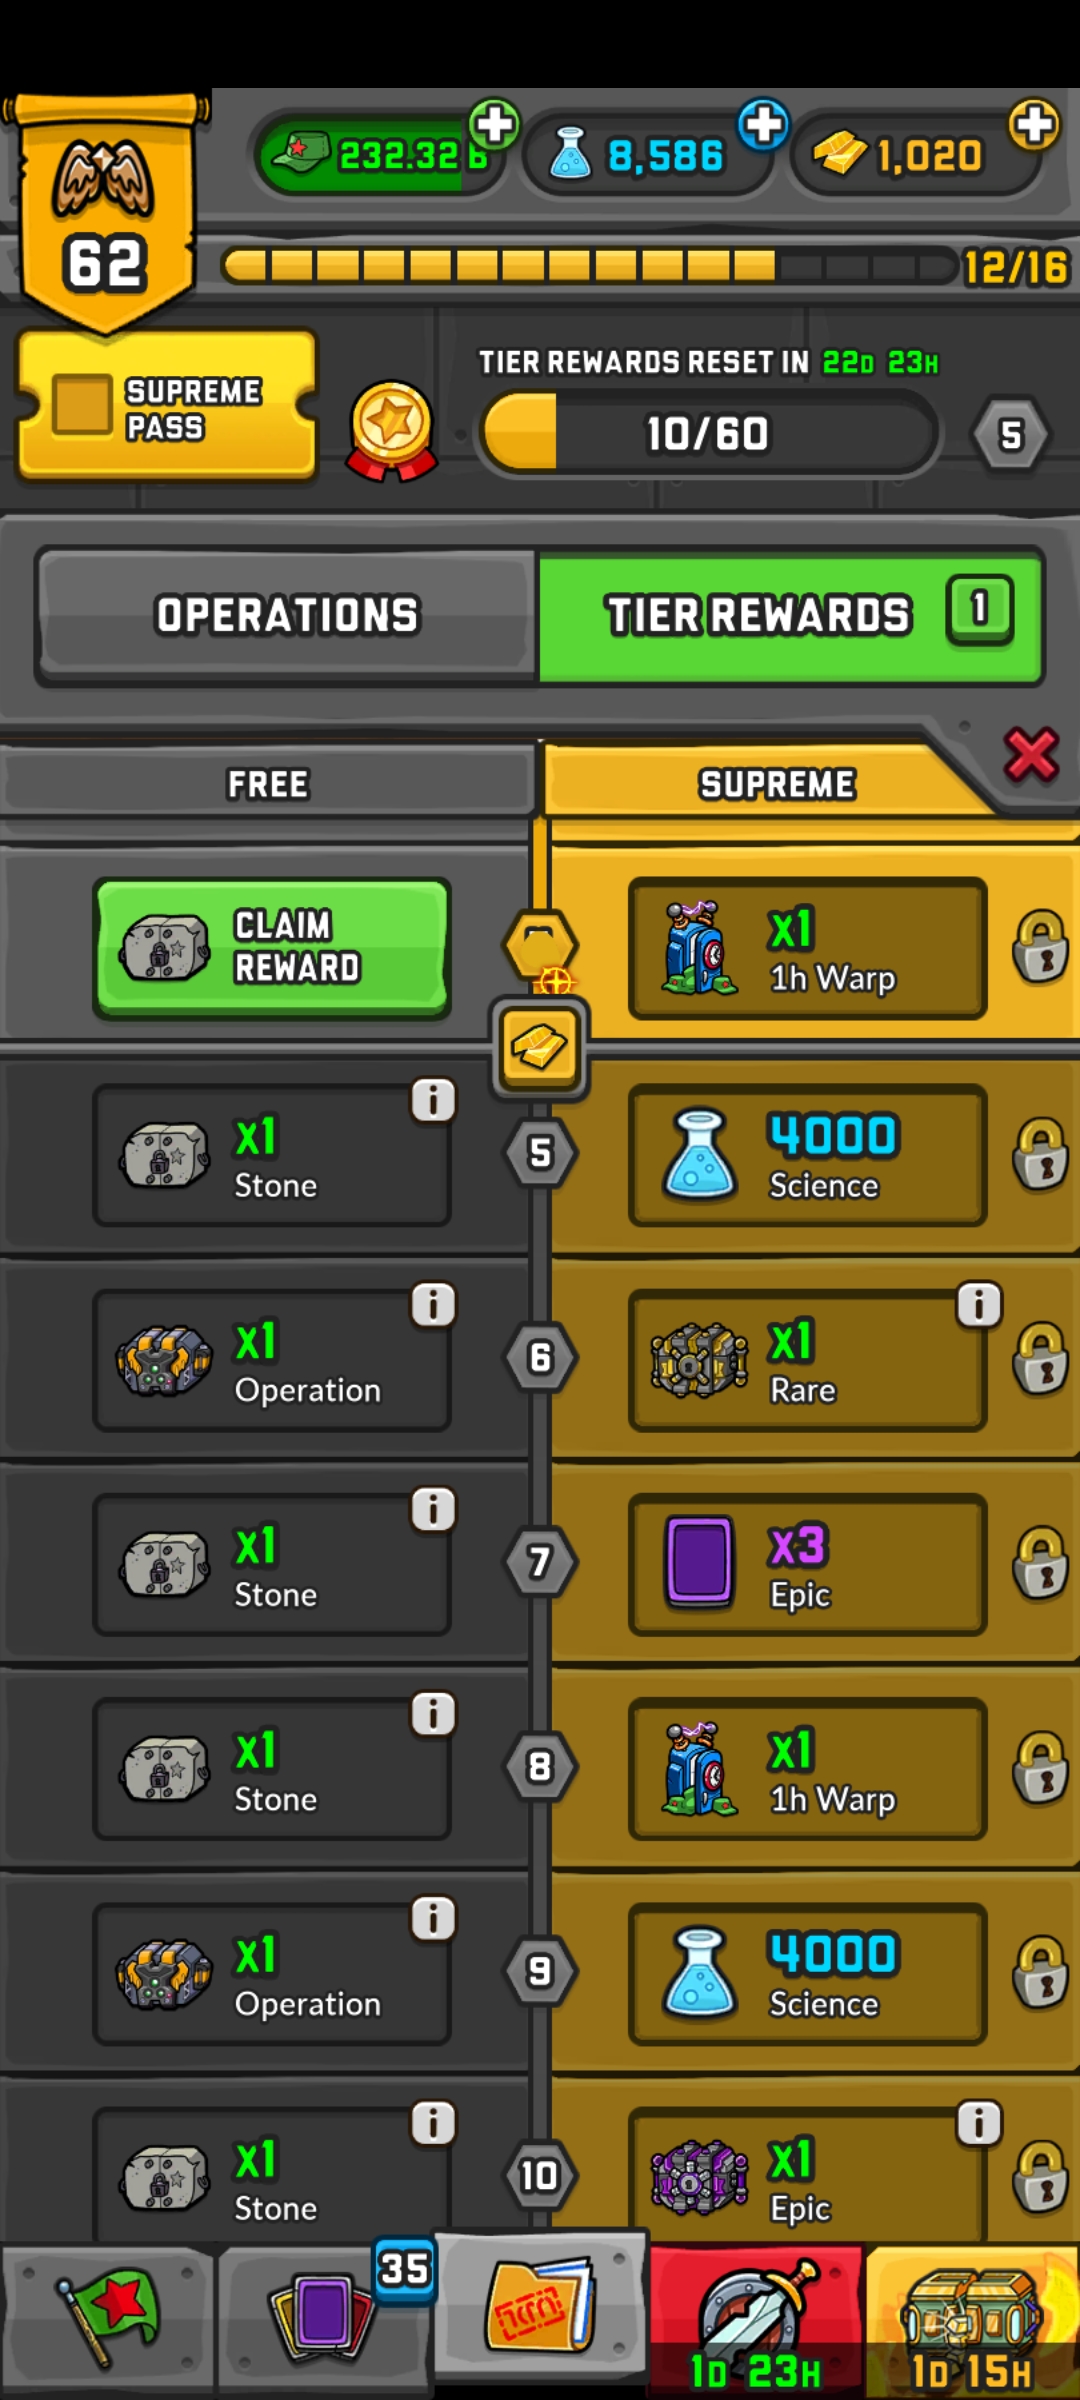 232.32 B
8,586
1,020
62
12/16
SUPREME
PASS
TIER REWARDS RESET IN 22D 23H
10/60
5
OPERATIONS
TIER REWARDS
1
FREE
SUPREME
CLAIM
REWARD
x1
1h Warp
x1
Stone
5
4000
Science
x1
Operation
6
x1
Rare
x1
Stone
7
x3
Epic
x1
Stone
8
x1
1h Warp
x1
Operation
9
4000
Science
x1
Stone
10
x1
Epic
35
1D 23H
1D 15H